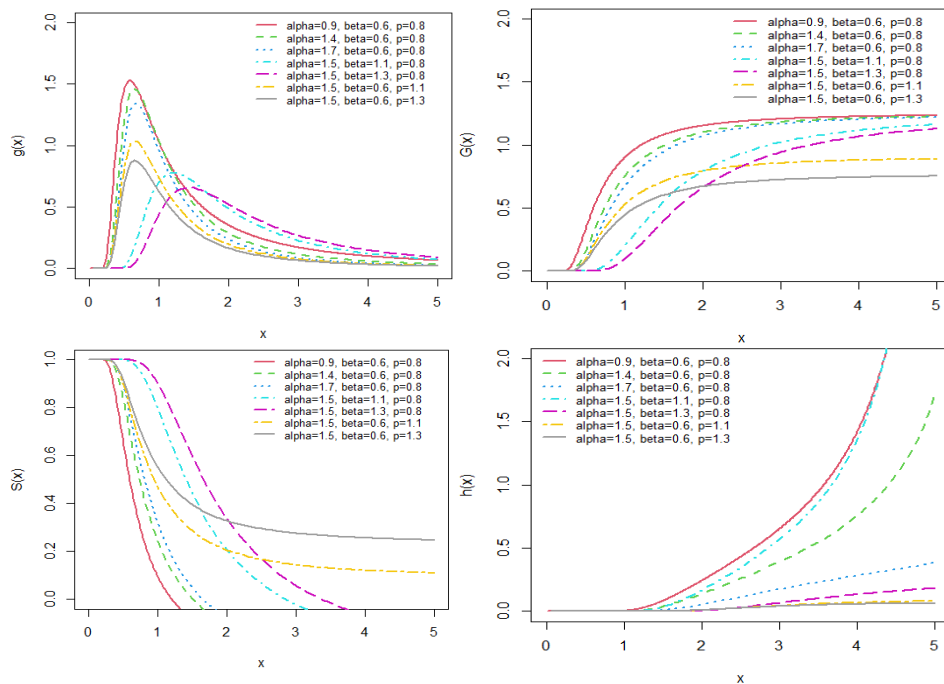 g(x)
2.0
1.5
1.0
0.5
0.0
alpha=0.9, beta=0.6, p=0.8
alpha=1.4, beta=0.6, p=0.8
alpha=1.7, beta=0.6, p=0.8
alpha=1.5, beta=1.1, p=0.8
alpha=1.5, beta=1.3, p=0.8
alpha=1.5, beta=0.6, p=1.1
alpha=1.5, beta=0.6, p=1.3
0 1 2 3 4 5
x
G(x)
2.0
1.5
1.0
0.5
0.0
alpha=0.9, beta=0.6, p=0.8
alpha=1.4, beta=0.6, p=0.8
alpha=1.7, beta=0.6, p=0.8
alpha=1.5, beta=1.1, p=0.8
alpha=1.5, beta=1.3, p=0.8
alpha=1.5, beta=0.6, p=1.1
alpha=1.5, beta=0.6, p=1.3
0 1 2 3 4 5
x
S(x)
1.0
0.8
0.6
0.4
0.2
0.0
alpha=0.9, beta=0.6, p=0.8
alpha=1.4, beta=0.6, p=0.8
alpha=1.7, beta=0.6, p=0.8
alpha=1.5, beta=1.1, p=0.8
alpha=1.5, beta=1.3, p=0.8
alpha=1.5, beta=0.6, p=1.1
alpha=1.5, beta=0.6, p=1.3
0 1 2 3 4 5
x
h(x)
2.0
1.5
1.0
0.5
0.0
alpha=0.9, beta=0.6, p=0.8
alpha=1.4, beta=0.6, p=0.8
alpha=1.7, beta=0.6, p=0.8
alpha=1.5, beta=1.1, p=0.8
alpha=1.5, beta=1.3, p=0.8
alpha=1.5, beta=0.6, p=1.1
alpha=1.5, beta=0.6, p=1.3
0 1 2 3 4 5
x